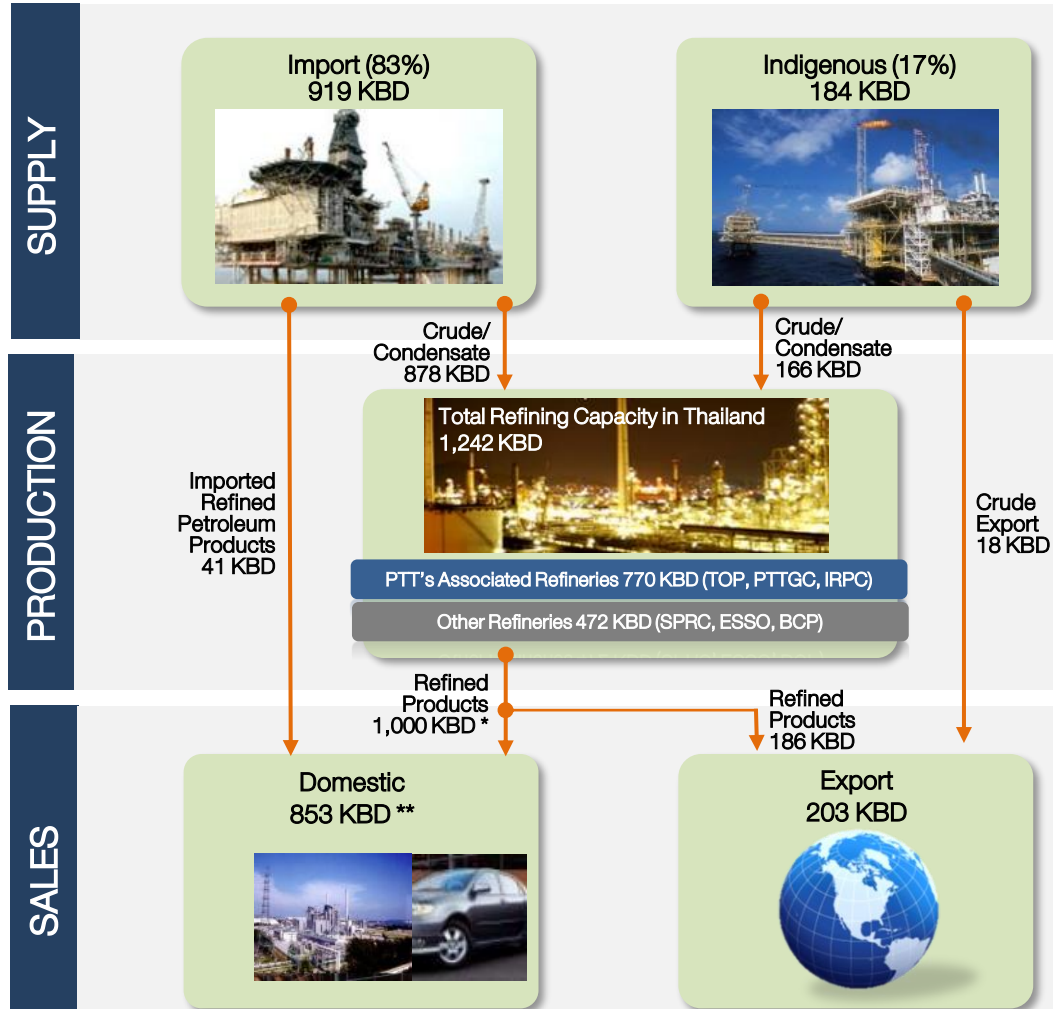 SUPPLY
Import (83%)
919 KBD
Indigenous (17%)
184 KBD
Crude/
Condensate
878 KBD
Crude/
Condensate
166 KBD
PRODUCTION
Total Refining Capacity in Thailand
1,242 KBD
Imported
Refined
Petroleum
Products
41 KBD
Crude
Export
18 KBD
PTT's Associated Refineries 770 KBD (TOP, PTTGC, IRPC)
Other Refineries 472 KBD (SPRC, ESSO, BCP)
Refined
Products
1,000 KBD *
Refined
Products
186 KBD
SALES
Domestic
853 KBD **
Export
203 KBD